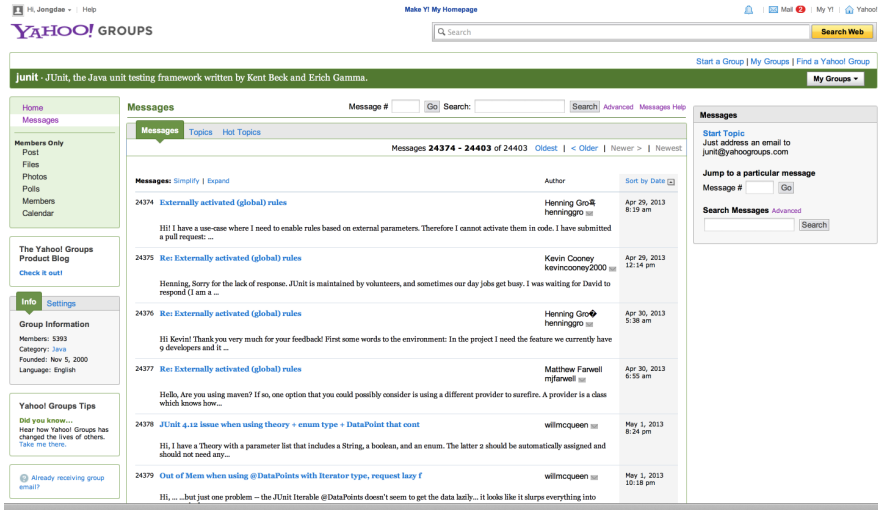 Hi, Jongdae | Help
Make Y! My Homepage
Mail 2 | My Y! | Yahoo!
YAHOO! GROUPS
Search
Search Web
Start a Group | My Groups | Find a Yahoo! Group
junit · JUnit, the Java unit testing framework written by Kent Beck and Erich Gamma.
My Groups
Home
Messages
Members Only
Post
Files
Photos
Polls
Members
Calendar
The Yahoo! Groups
Product Blog
Check it out!
Info Settings
Group Information
Members: 5393
Category: Java
Founded: Nov 5, 2000
Language: English
Yahoo! Groups Tips
Did you know...
Hear how Yahoo! Groups has
changed the lives of others.
Take me there.
Already receiving group
email?
Messages
Message # Go Search: Search Advanced Messages Help
Messages Topics Hot Topics
Messages 24374 - 24403 of 24403 Oldest | < Older | Newer > | Newest
Messages: Simplify | Expand Author Sort by Date
24374 Externally activated (global) rules Henning Gro혹 Apr 29, 2013
henninggro 8:19 am
Hi! I have a use-case where I need to enable rules based on external parameters. Therefore I cannot activate them in code. I have submitted
a pull request: ...
24375 Re: Externally activated (global) rules Kevin Cooney Apr 29, 2013
kevincooney2000 12:14 pm
Henning, Sorry for the lack of response. JUnit is maintained by volunteers, and sometimes our day jobs get busy. I was waiting for David to
respond (I am a ...
24376 Re: Externally activated (global) rules Henning Gro� Apr 30, 2013
henninggro 5:38 am
Hi Kevin! Thank you very much for your feedback! First some words to the environment: In the project I need the feature we currently have
9 developers and it ...
24377 Re: Externally activated (global) rules Matthew Farwell Apr 30, 2013
mjfarwell 6:55 am
Hello, Are you using maven? If so, one option that you could possibly consider is using a different provider to surefire. A provider is a class
which knows how...
24378 JUnit 4.12 issue when using theory + enum type + DataPoint that cont willmcqueen May 1, 2013
8:24 pm
Hi, I have a Theory with a parameter list that includes a String, a boolean, and an enum. The latter 2 should be automatically assigned and
should not need any...
24379 Out of Mem when using @DataPoints with Iterator type, request lazy f willmcqueen May 1, 2013
10:18 pm
Hi, ... ...but just one problem -- the JUnit Iterable @DataPoints doesn't seem to get the data lazily... it looks like it slurps everything into
Messages
Start Topic
Just address an email to
junit@yahoogroups.com
Jump to a particular message
Message # Go
Search Messages Advanced
Search